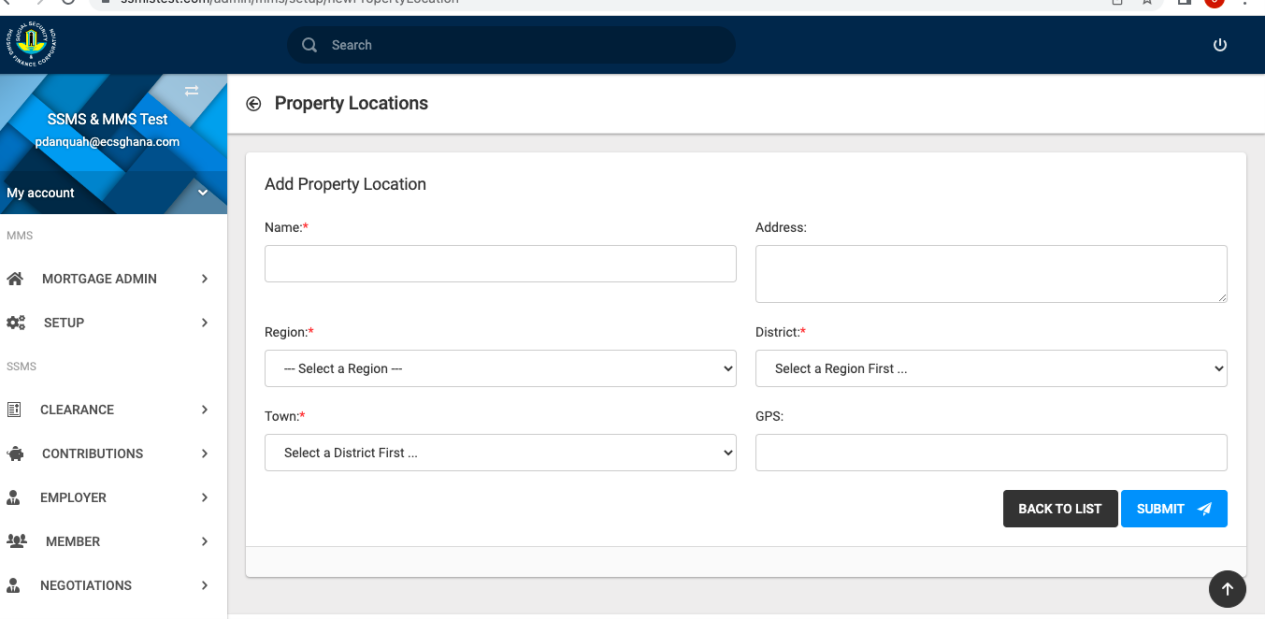 ssmstest.com/admin/mms/setup/newPropertyLocation
Search
SSMS & MMS Test
pdanquah@ecsghana.com
My account
MMS
MORTGAGE ADMIN
SETUP
SSMS
CLEARANCE
CONTRIBUTIONS
EMPLOYER
MEMBER
NEGOTIATIONS
Property Locations
Add Property Location
Name:*
Address:
Region:*
District:*
--- Select a Region ---
Select a Region First ...
Town:*
GPS:
Select a District First ...
BACK TO LIST
SUBMIT